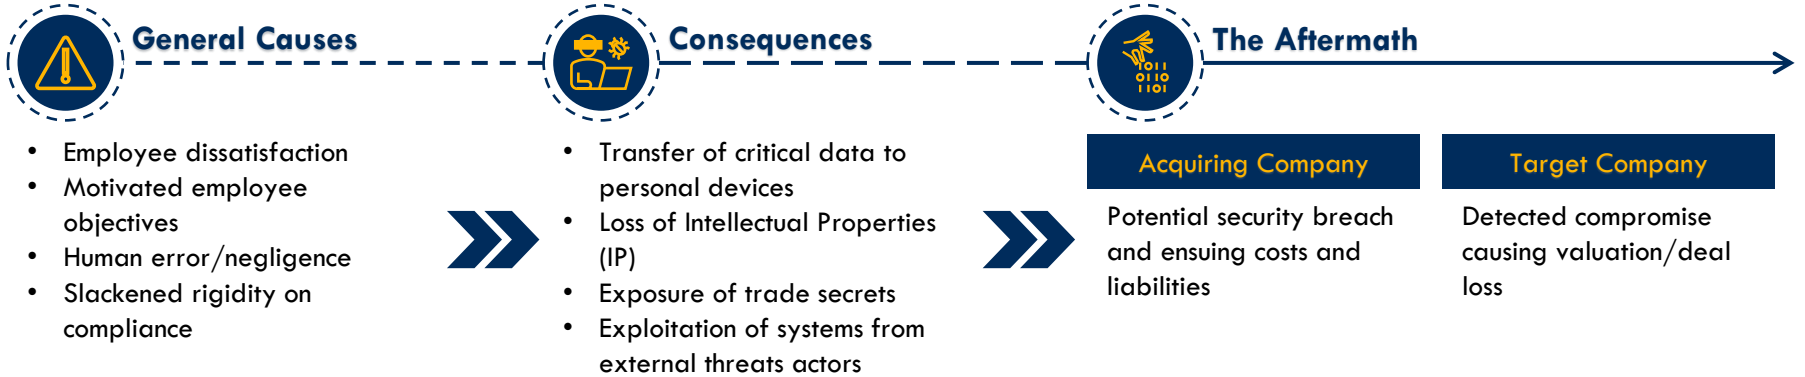 General Causes
• Employee dissatisfaction
• Motivated employee
objectives
• Human error/negligence
• Slackened rigidity on
compliance
Consequences
• Transfer of critical data to
personal devices
• Loss of Intellectual Properties
(IP)
• Exposure of trade secrets
• Exploitation of systems from
external threats actors
The Aftermath
1011
0110
1101
Acquiring Company
Potential security breach
and ensuing costs and
liabilities
Target Company
Detected compromise
causing valuation/deal
loss